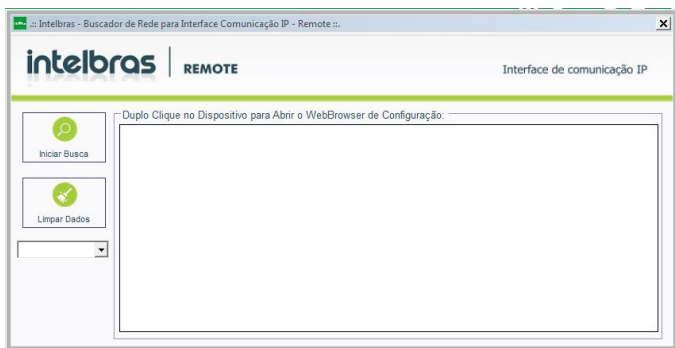 .:: Intelbras - Buscador de Rede para Interface Comunicação IP - Remote ::.
intelbras REMOTE
Interface de comunicação IP
Duplo Clique no Dispositivo para Abrir o WebBrowser de Configuração:
Iniciar Busca
Limpar Dados